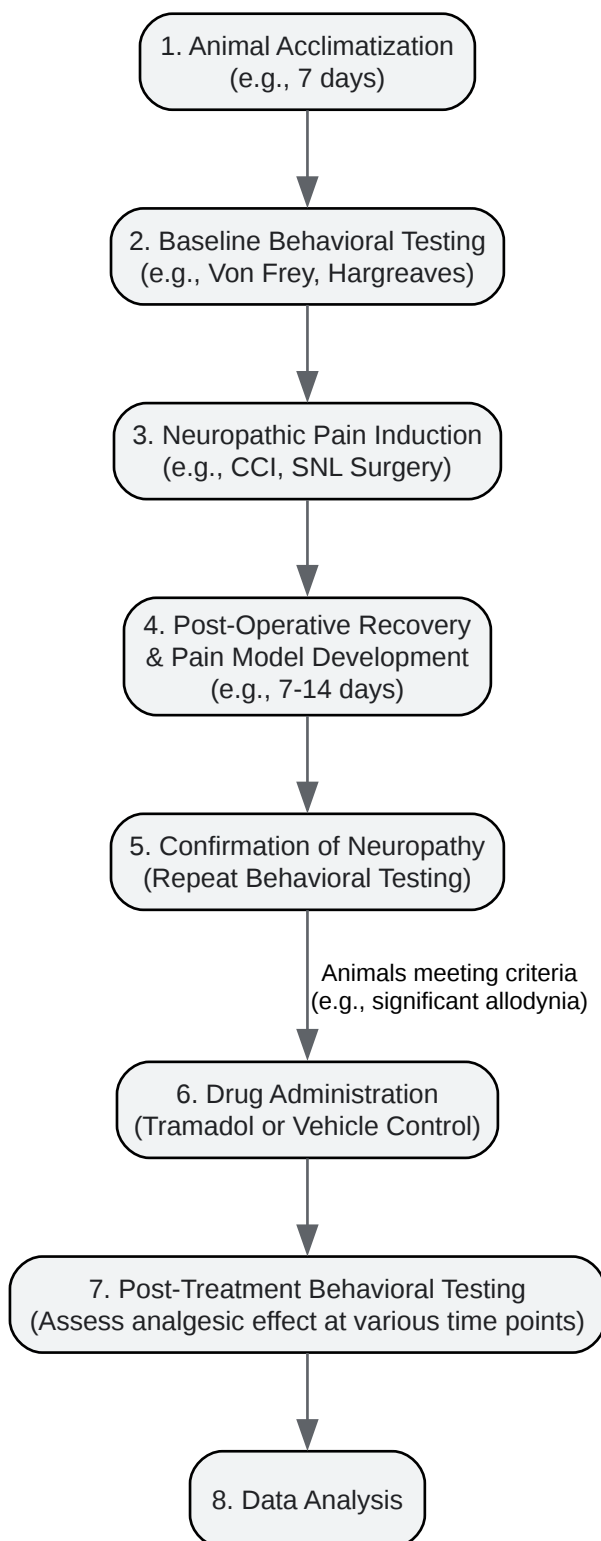 1. Animal Acclimatization
(e.g., 7 days)
2. Baseline Behavioral Testing
(e.g., Von Frey, Hargreaves)
3. Neuropathic Pain Induction
(e.g., CCI, SNL Surgery)
4. Post-Operative Recovery
& Pain Model Development
(e.g., 7-14 days)
5. Confirmation of Neuropathy
(Repeat Behavioral Testing)
Animals meeting criteria
(e.g., significant allodynia)
6. Drug Administration
(Tramadol or Vehicle Control)
7. Post-Treatment Behavioral Testing
(Assess analgesic effect at various time points)
8. Data Analysis